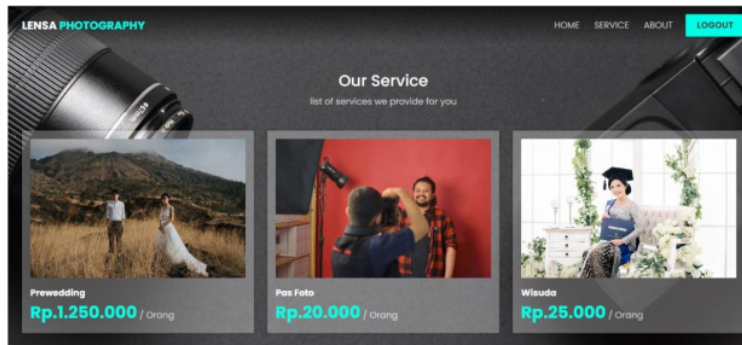 LENSA PHOTOGRAPHY
HOME SERVICE ABOUT LOGOUT
Our Service
list of services we provide for you
Prewedding
Rp.1.250.000 / Orang
Pas Foto
Rp.20.000 / Orang
Wisuda
Rp.25.000 / Orang